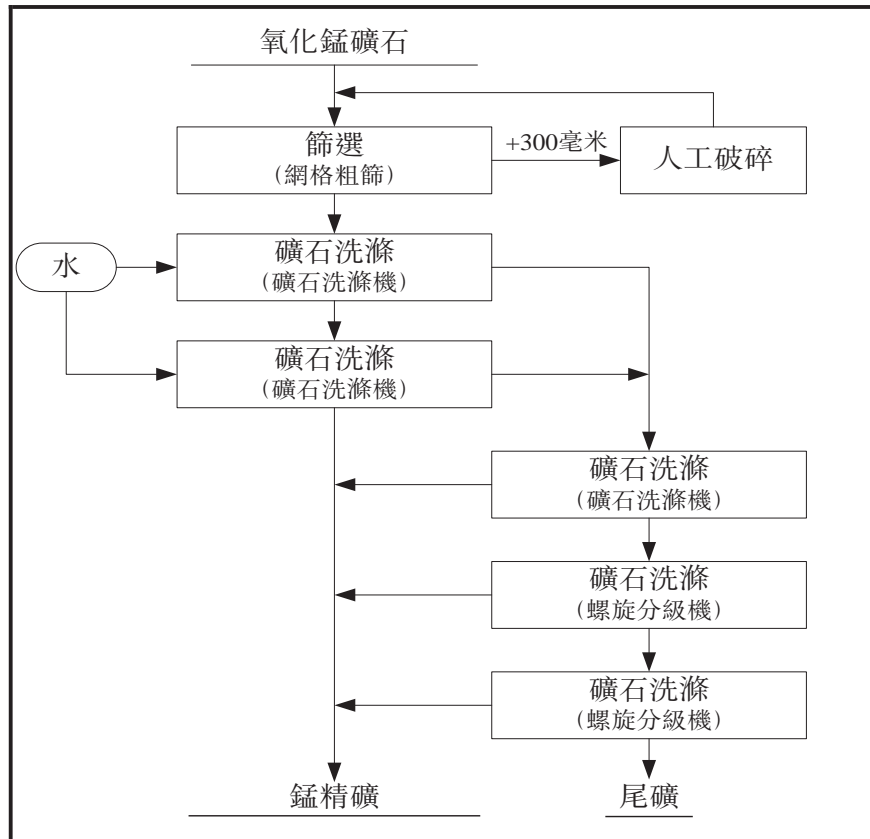 氧化錳礦石
篩選
(網格粗篩)
+300毫米
人工破碎
水
礦石洗滌
(礦石洗滌機)
礦石洗滌
(礦石洗滌機)
礦石洗滌
(礦石洗滌機)
礦石洗滌
(螺旋分級機)
礦石洗滌
(螺旋分級機)
錳精礦
尾礦